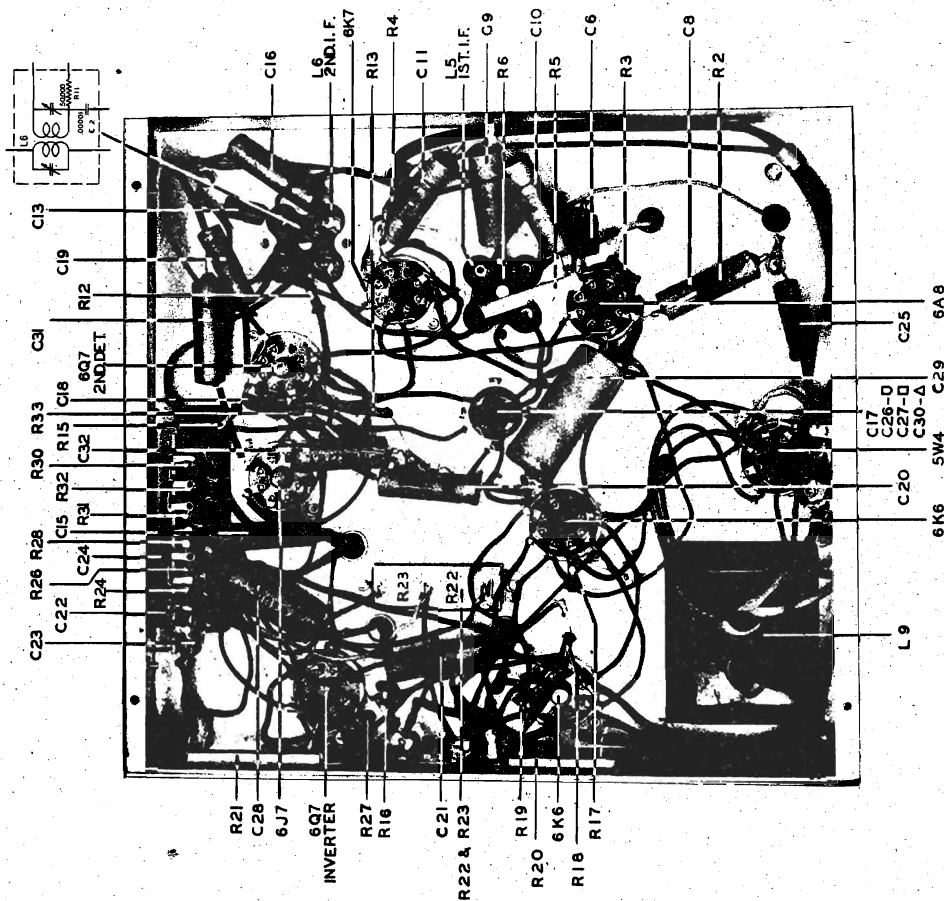 L6
50000
R11
.00001
C2
C16
L6
2ND.I.F.
6K7
R13
R4
C11
L5
1ST.I.F.
C9
R6
C10
R5
C6
R3
C8
R2
C13
C19
R12
C31
6Q7
2ND.DET.
C18
R33
R15
C32
R30
R32
R31
C15
R28
C24
R26
R24
C22
C23
6A8
C25
C29
C17
C26-□
C27-□
C30-△
5W4
C20
6K6
L9
R23
R22
R21
C28
6J7
6Q7
INVERTER
R27
R16
C21
R22 & R23
R19
R20
6K6
R18
R17